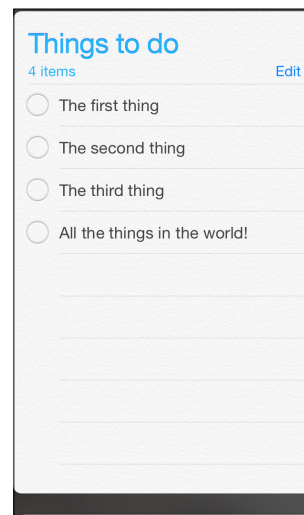 Things to do
4 items Edit
The first thing
The second thing
The third thing
All the things in the world!